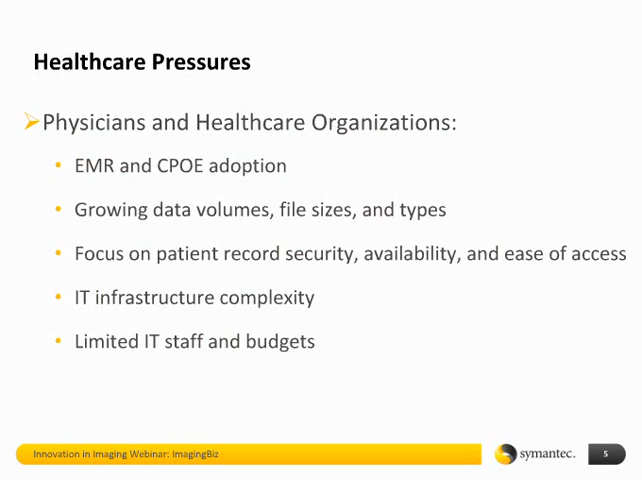 Healthcare Pressures
➢Physicians and Healthcare Organizations:
• EMR and CPOE adoption
• Growing data volumes, file sizes, and types
• Focus on patient record security, availability, and ease of access
• IT infrastructure complexity
• Limited IT staff and budgets
Innovation in Imaging Webinar: ImagingBiz
symantec.
5